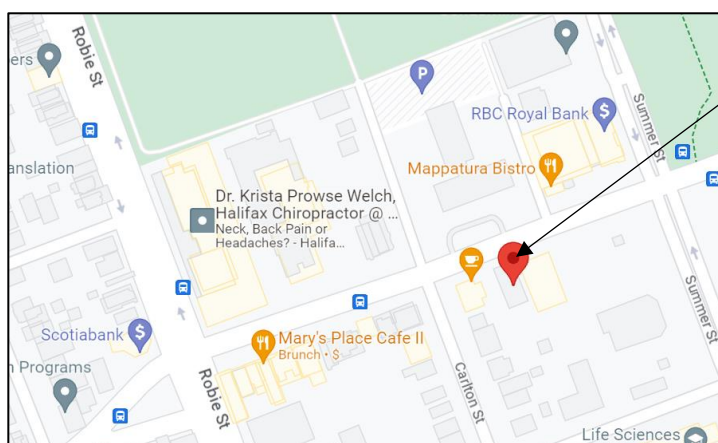 Robie St
ers
P
RBC Royal Bank
$
Summer St
anslation
Mappatura Bistro
Dr. Krista Prowse Welch,
Halifax Chiropractor @ ...
Neck, Back Pain or
Headaches? - Halifa...
Scotiabank
$
Mary's Place Cafe II
Brunch • $
n Programs
Robie St
Carlton St
Summer St
Life Sciences